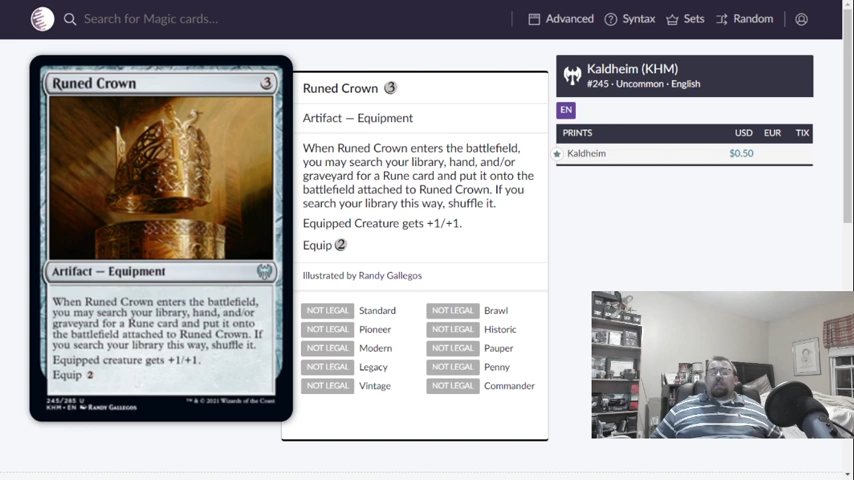 Search for Magic cards...
Advanced
Syntax
Sets
Random
Runed Crown 3
Artifact — Equipment
When Runed Crown enters the battlefield,
you may search your library, hand, and/or
graveyard for a Rune card and put it onto
the battlefield attached to Runed Crown. If
you search your library this way, shuffle it.
Equipped creature gets +1/+1.
Equip 2
245/285 U
KHM • EN RANDY GALLEGOS
™ & © 2021 Wizards of the Coast
Runed Crown 3
Artifact — Equipment
When Runed Crown enters the battlefield,
you may search your library, hand, and/or
graveyard for a Rune card and put it onto the
battlefield attached to Runed Crown. If you
search your library this way, shuffle it.
Equipped Creature gets +1/+1.
Equip 2
Illustrated by Randy Gallegos
NOT LEGAL Standard NOT LEGAL Brawl
NOT LEGAL Pioneer NOT LEGAL Historic
NOT LEGAL Modern NOT LEGAL Pauper
NOT LEGAL Legacy NOT LEGAL Penny
NOT LEGAL Vintage NOT LEGAL Commander
Kaldheim (KHM)
#245 · Uncommon · English
EN
PRINTS USD EUR TIX
Kaldheim $0.50